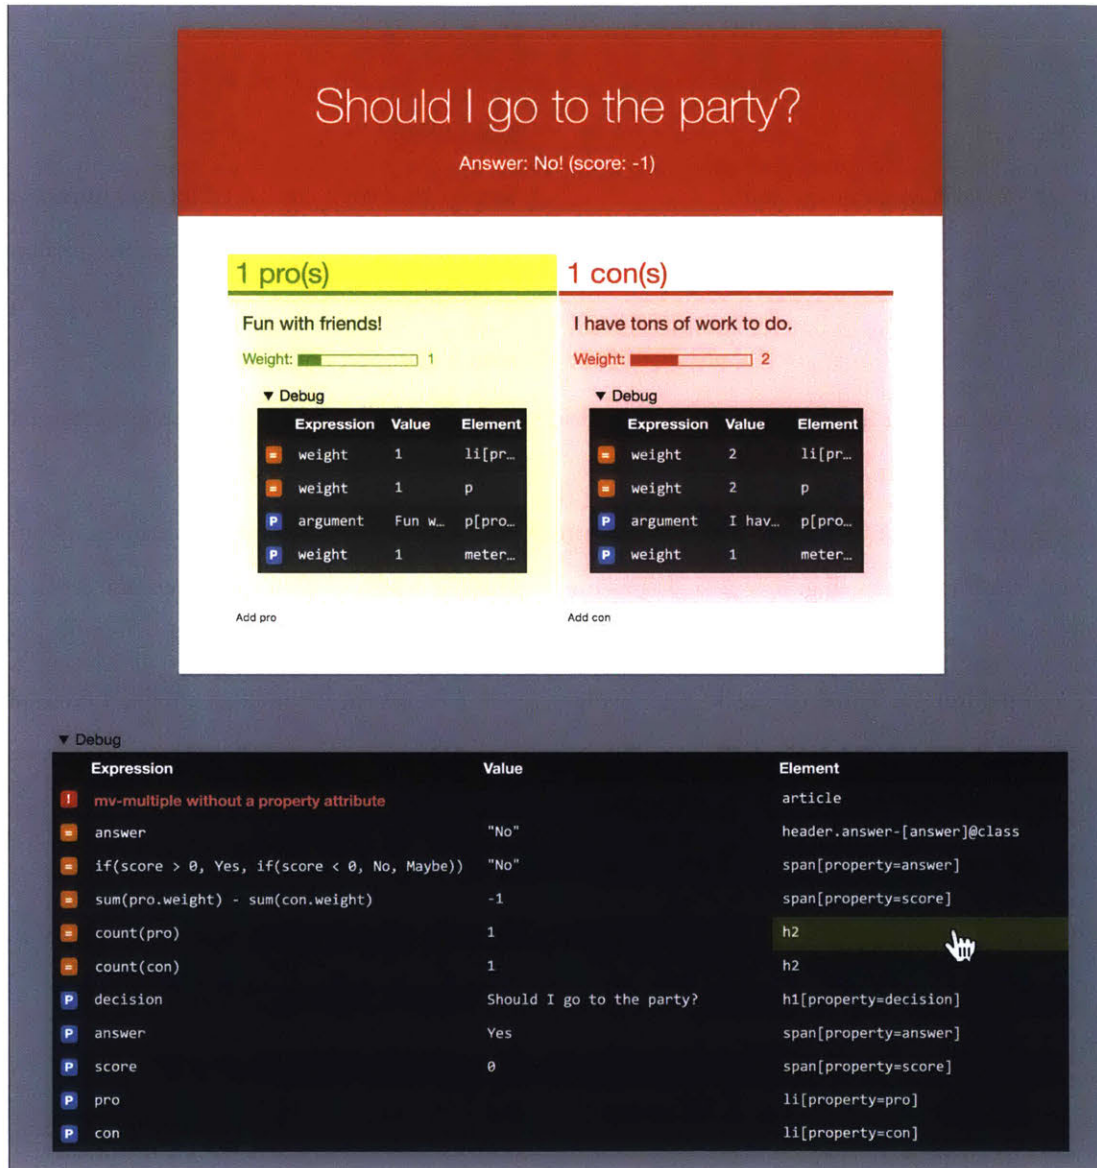 Should I go to the party?
Answer: No! (score: -1)
1 pro(s)
Fun with friends!
Weight: 1
▼ Debug
Expression Value Element
= weight 1 li[pr…
= weight 1 p
P argument Fun w… p[pro…
P weight 1 meter…
Add pro
1 con(s)
I have tons of work to do.
Weight: 2
▼ Debug
Expression Value Element
= weight 2 li[pr…
= weight 2 p
P argument I hav… p[pro…
P weight 1 meter…
Add con
▼ Debug
Expression Value Element
! mv-multiple without a property attribute article
= answer "No" header.answer-[answer]@class
= if(score > 0, Yes, if(score < 0, No, Maybe)) "No" span[property=answer]
= sum(pro.weight) - sum(con.weight) -1 span[property=score]
= count(pro) 1 h2
= count(con) 1 h2
P decision Should I go to the party? h1[property=decision]
P answer Yes span[property=answer]
P score 0 span[property=score]
P pro li[property=pro]
P con li[property=con]